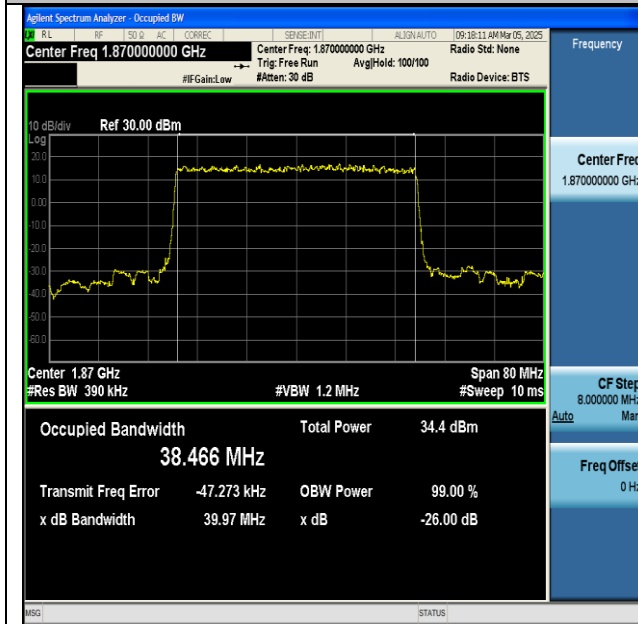 Agilent Spectrum Analyzer - Occupied BW
RL RF 50 Ω AC CORREC SENSE:INT ALIGN AUTO 09:18:11 AM Mar 05, 2025
Center Freq 1.870000000 GHz
Center Freq: 1.870000000 GHz
Radio Std: None
Trig: Free Run Avg|Hold: 100/100
#IFGain:Low
#Atten: 30 dB
Radio Device: BTS
Frequency
10 dB/div Ref 30.00 dBm
Log
20.0
10.0
0.00
-10.0
-20.0
-30.0
-40.0
-50.0
-60.0
Center Freq
1.870000000 GHz
Center 1.87 GHz Span 80 MHz
#Res BW 390 kHz #VBW 1.2 MHz #Sweep 10 ms
CF Step
8.000000 MHz
Auto Man
Occupied Bandwidth Total Power 34.4 dBm
38.466 MHz
Transmit Freq Error -47.273 kHz OBW Power 99.00 %
x dB Bandwidth 39.97 MHz x dB -26.00 dB
Freq Offset
0 Hz
MSG STATUS